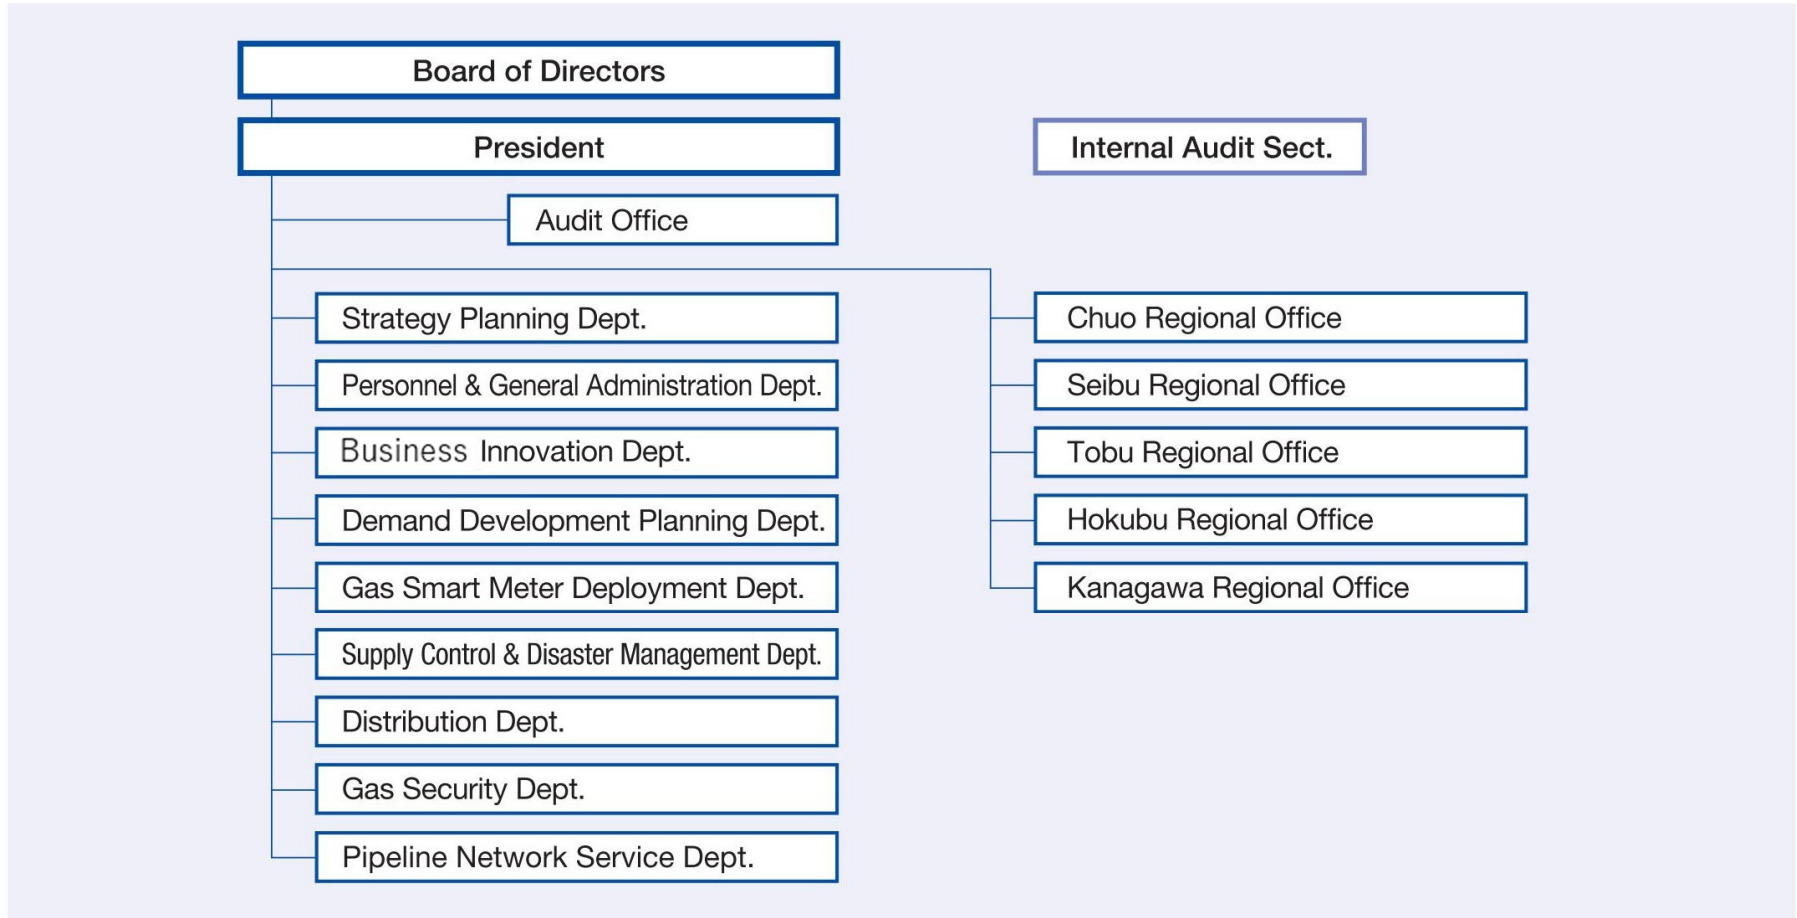 Board of Directors
President
Internal Audit Sect.
Audit Office
Strategy Planning Dept.
Personnel & General Administration Dept.
Business Innovation Dept.
Demand Development Planning Dept.
Gas Smart Meter Deployment Dept.
Supply Control & Disaster Management Dept.
Distribution Dept.
Gas Security Dept.
Pipeline Network Service Dept.
Chuo Regional Office
Seibu Regional Office
Tobu Regional Office
Hokubu Regional Office
Kanagawa Regional Office